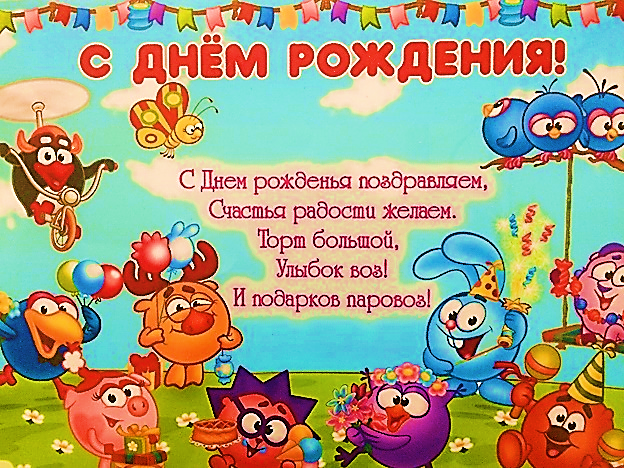 С ДНЁМ РОЖДЕНИЯ!
С Днем рожденья поздравляем,
Счастья радости желаем.
Торт большой,
Улыбок воз!
И подарков паровоз!